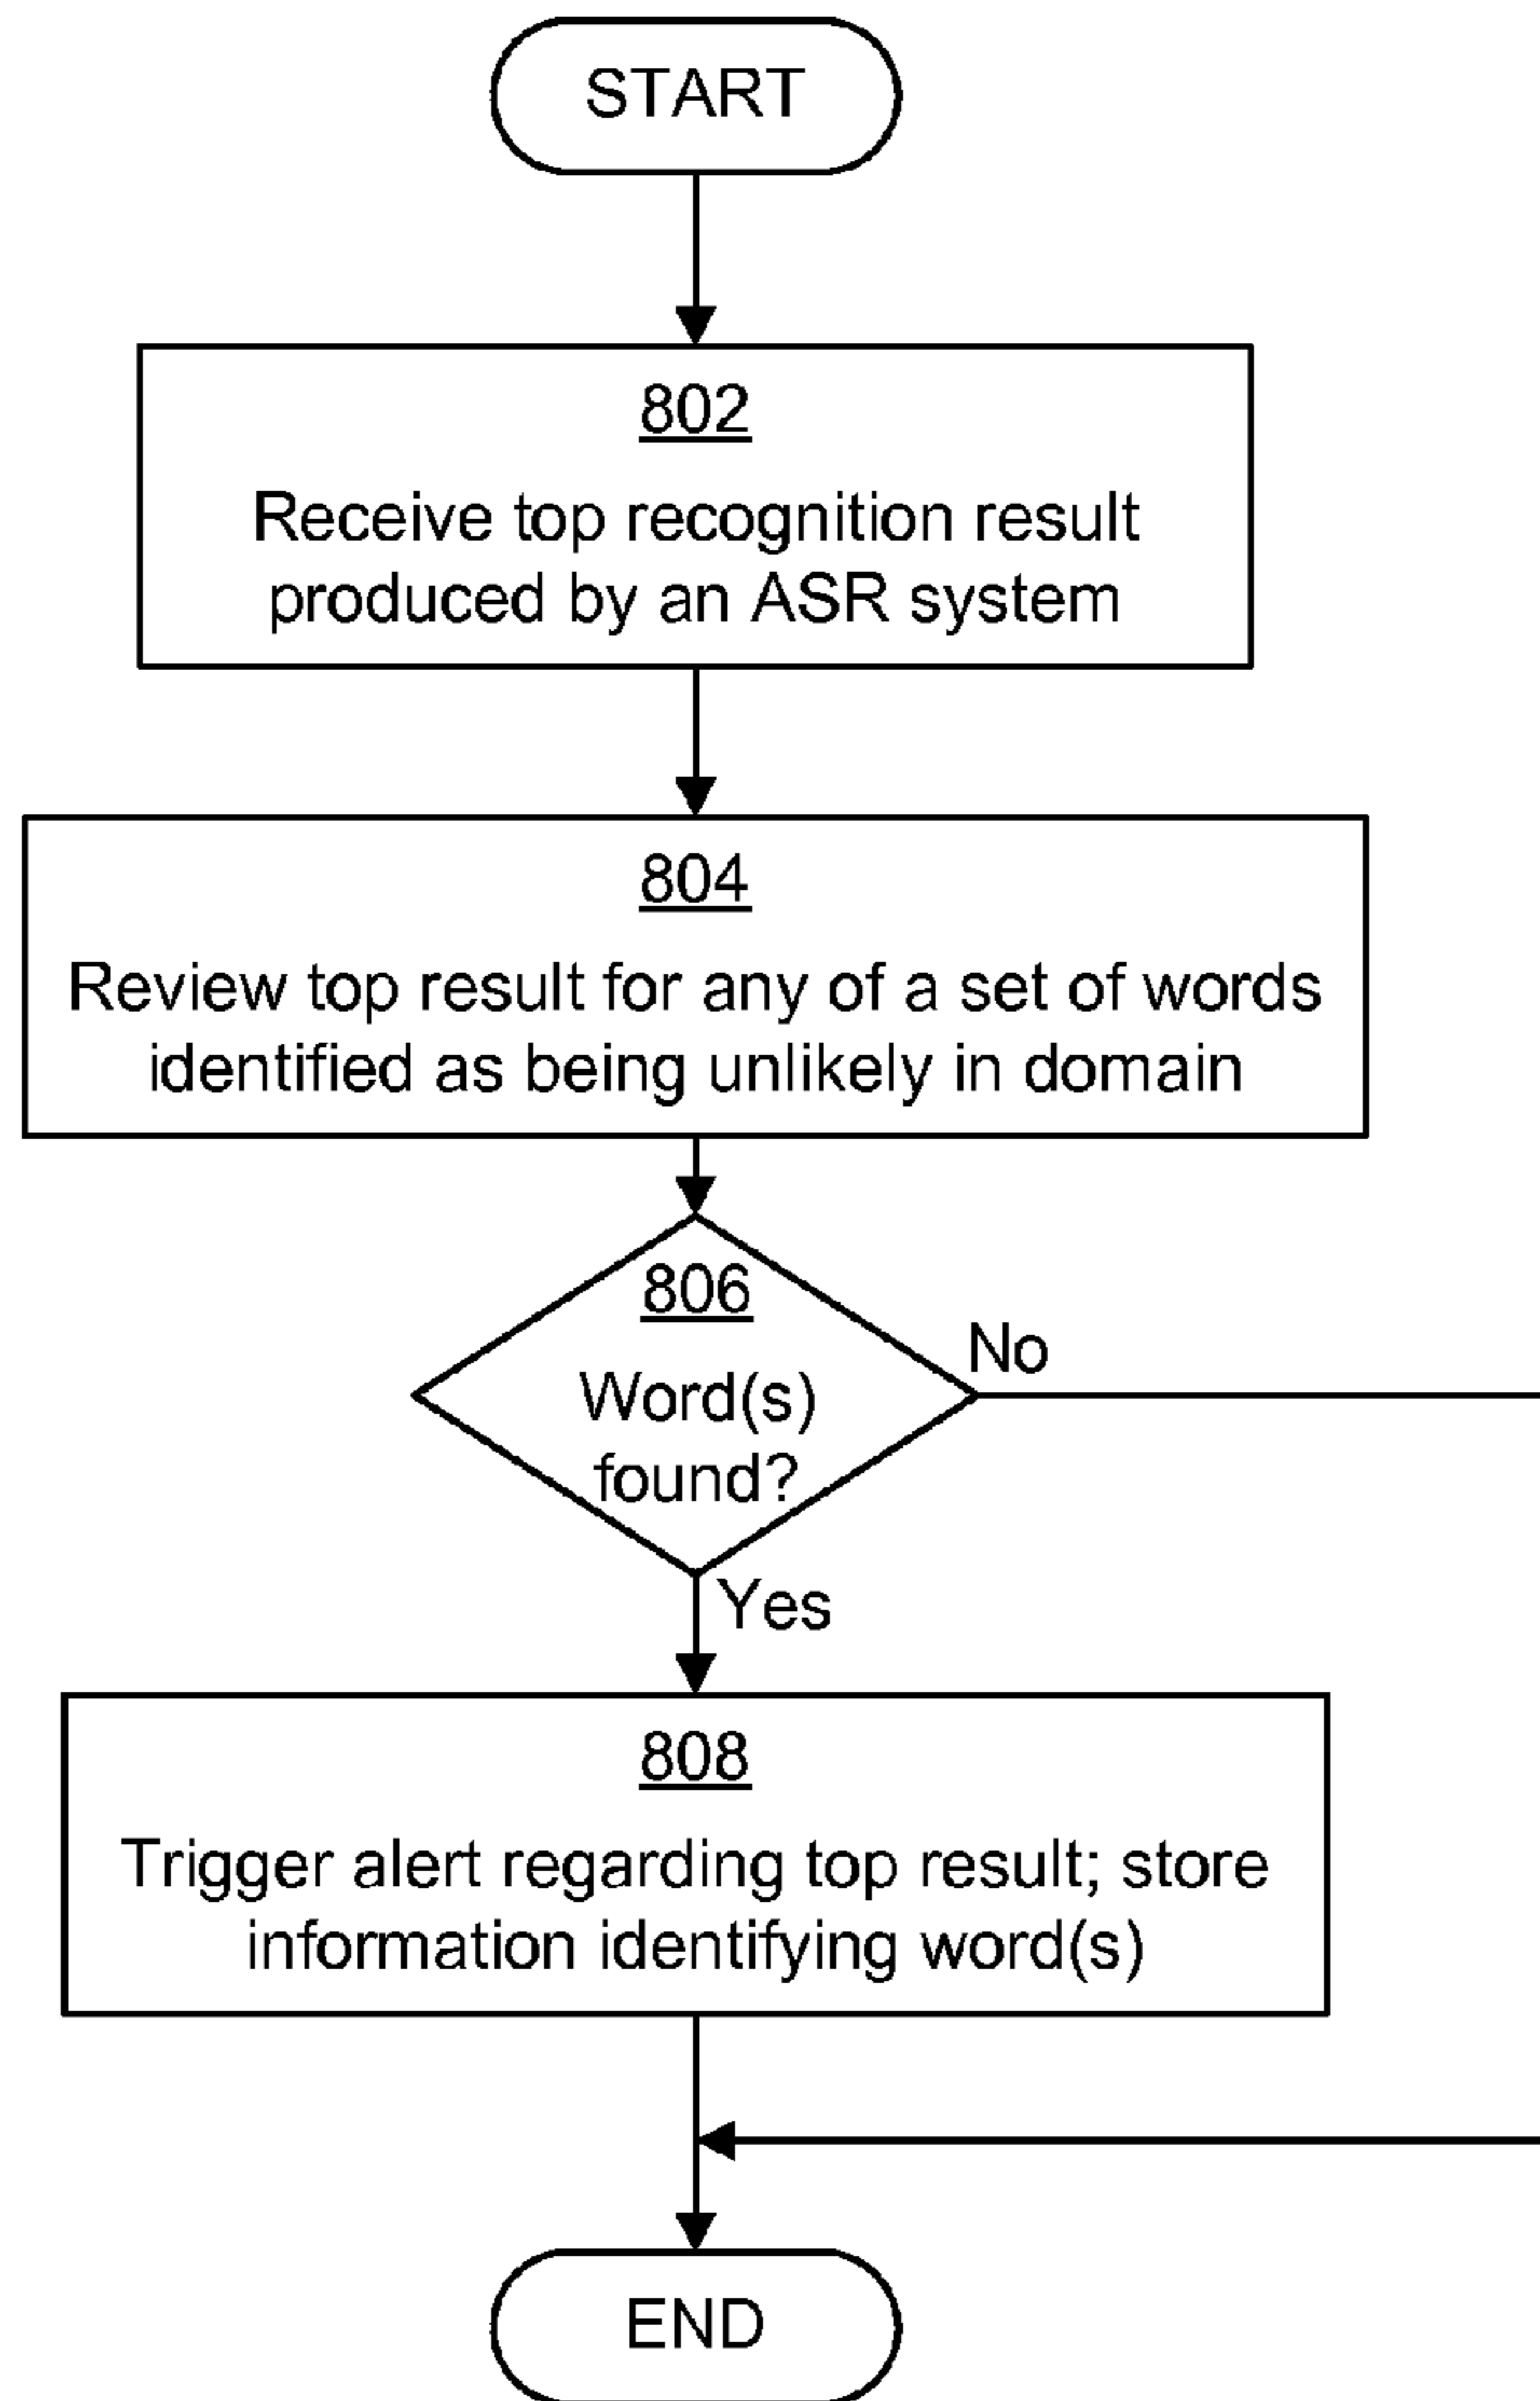 START
802
Receive top recognition result
produced by an ASR system
804
Review top result for any of a set of words
identified as being unlikely in domain
806
Word(s)
found?
No
Yes
808
Trigger alert regarding top result; store
information identifying word(s)
END